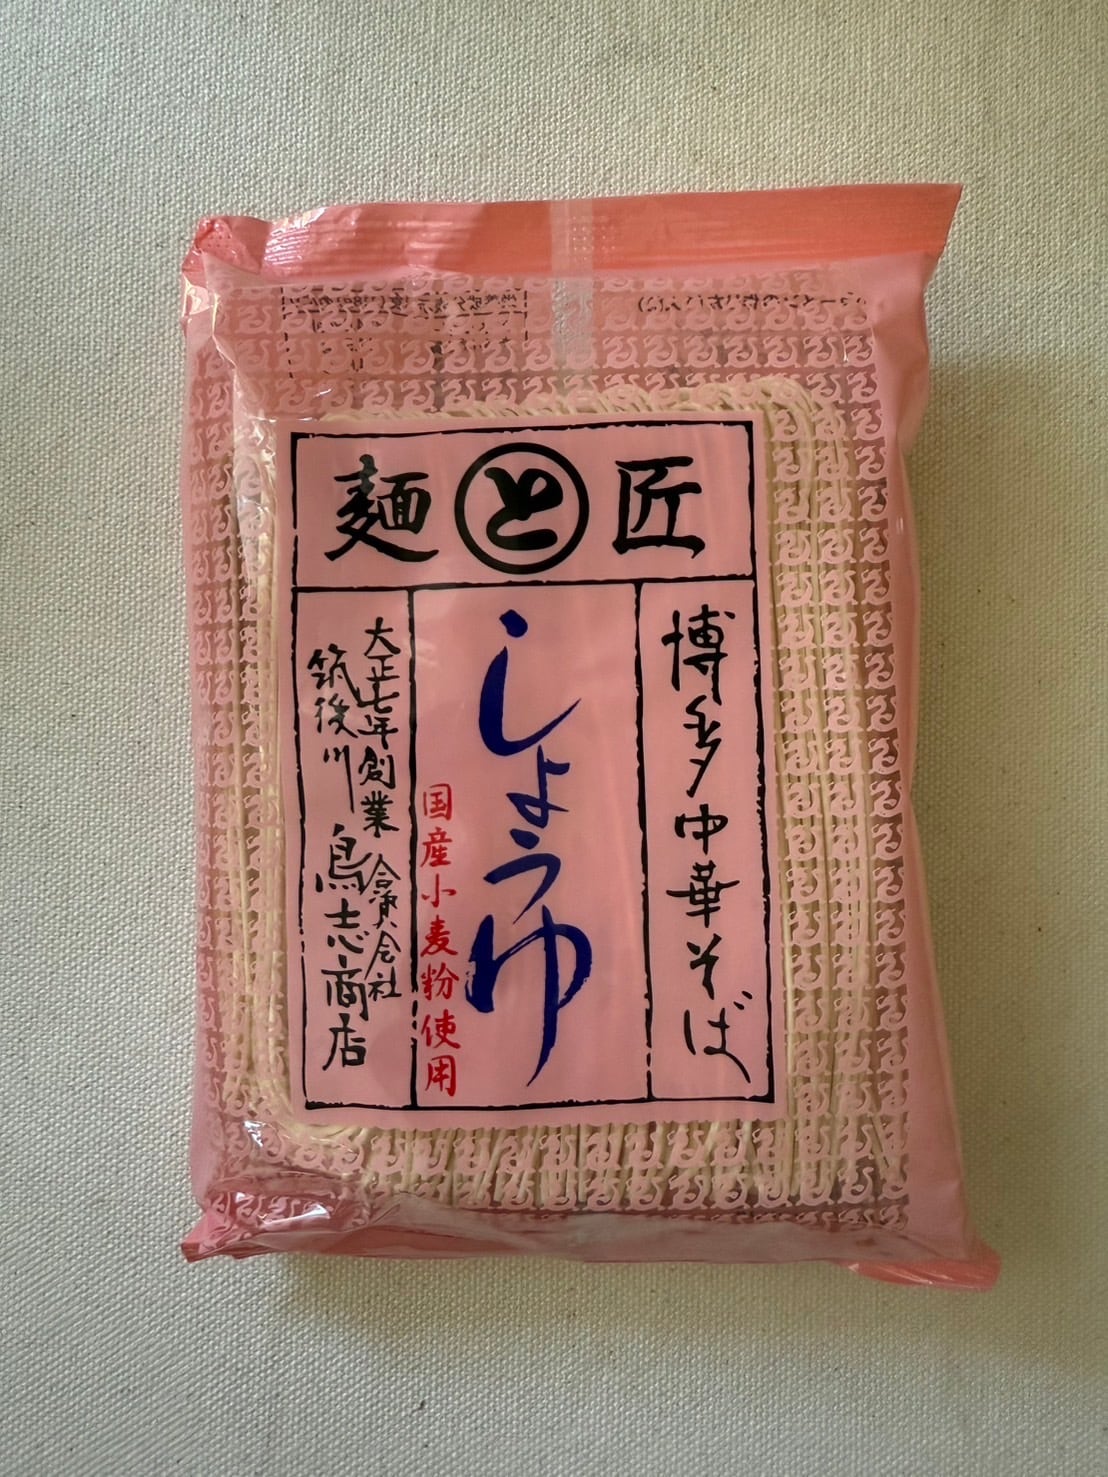 麺 と 匠
博多中華そば
しょうゆ
国産小麦粉使用
大正七年創業 合資会社
筑後川 鳥志商店